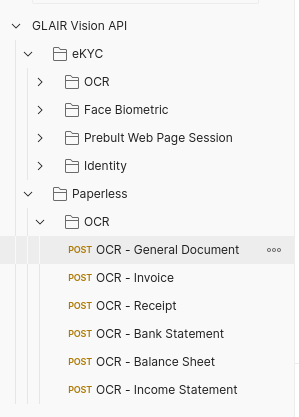 GLAIR Vision API
eKYC
OCR
Face Biometric
Prebult Web Page Session
Identity
Paperless
OCR
POST OCR - General Document
POST OCR - Invoice
POST OCR - Receipt
POST OCR - Bank Statement
POST OCR - Balance Sheet
POST OCR - Income Statement